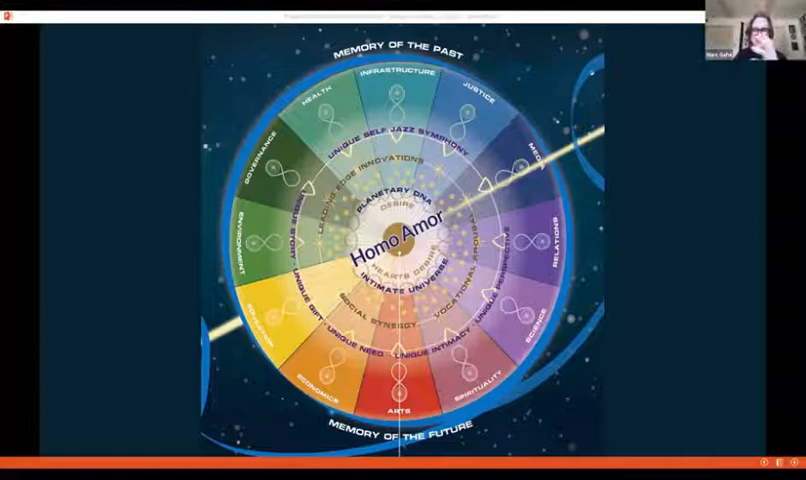 MEMORY OF THE PAST
INFRASTRUCTURE
HEALTH
JUSTICE
GOVERNANCE
ENVIRONMENT
RELATIONS
EDUCATION
SCIENCE
ECONOMICS
SPIRITUALITY
ARTS
UNIQUE SELF JAZZ SYMPHONY
LEADING EDGE INNOVATIONS
PLANETARY DNA
DESIRE
Homo Amor
HEARTS DESIRE
INTIMATE UNIVERSE
VOCATIONAL AROUSAL
SOCIAL SYNERGY
UNIQUE STORY · UNIQUE GIFT · UNIQUE NEED · UNIQUE INTIMACY · UNIQUE PERSPECTIVE
MEMORY OF THE FUTURE